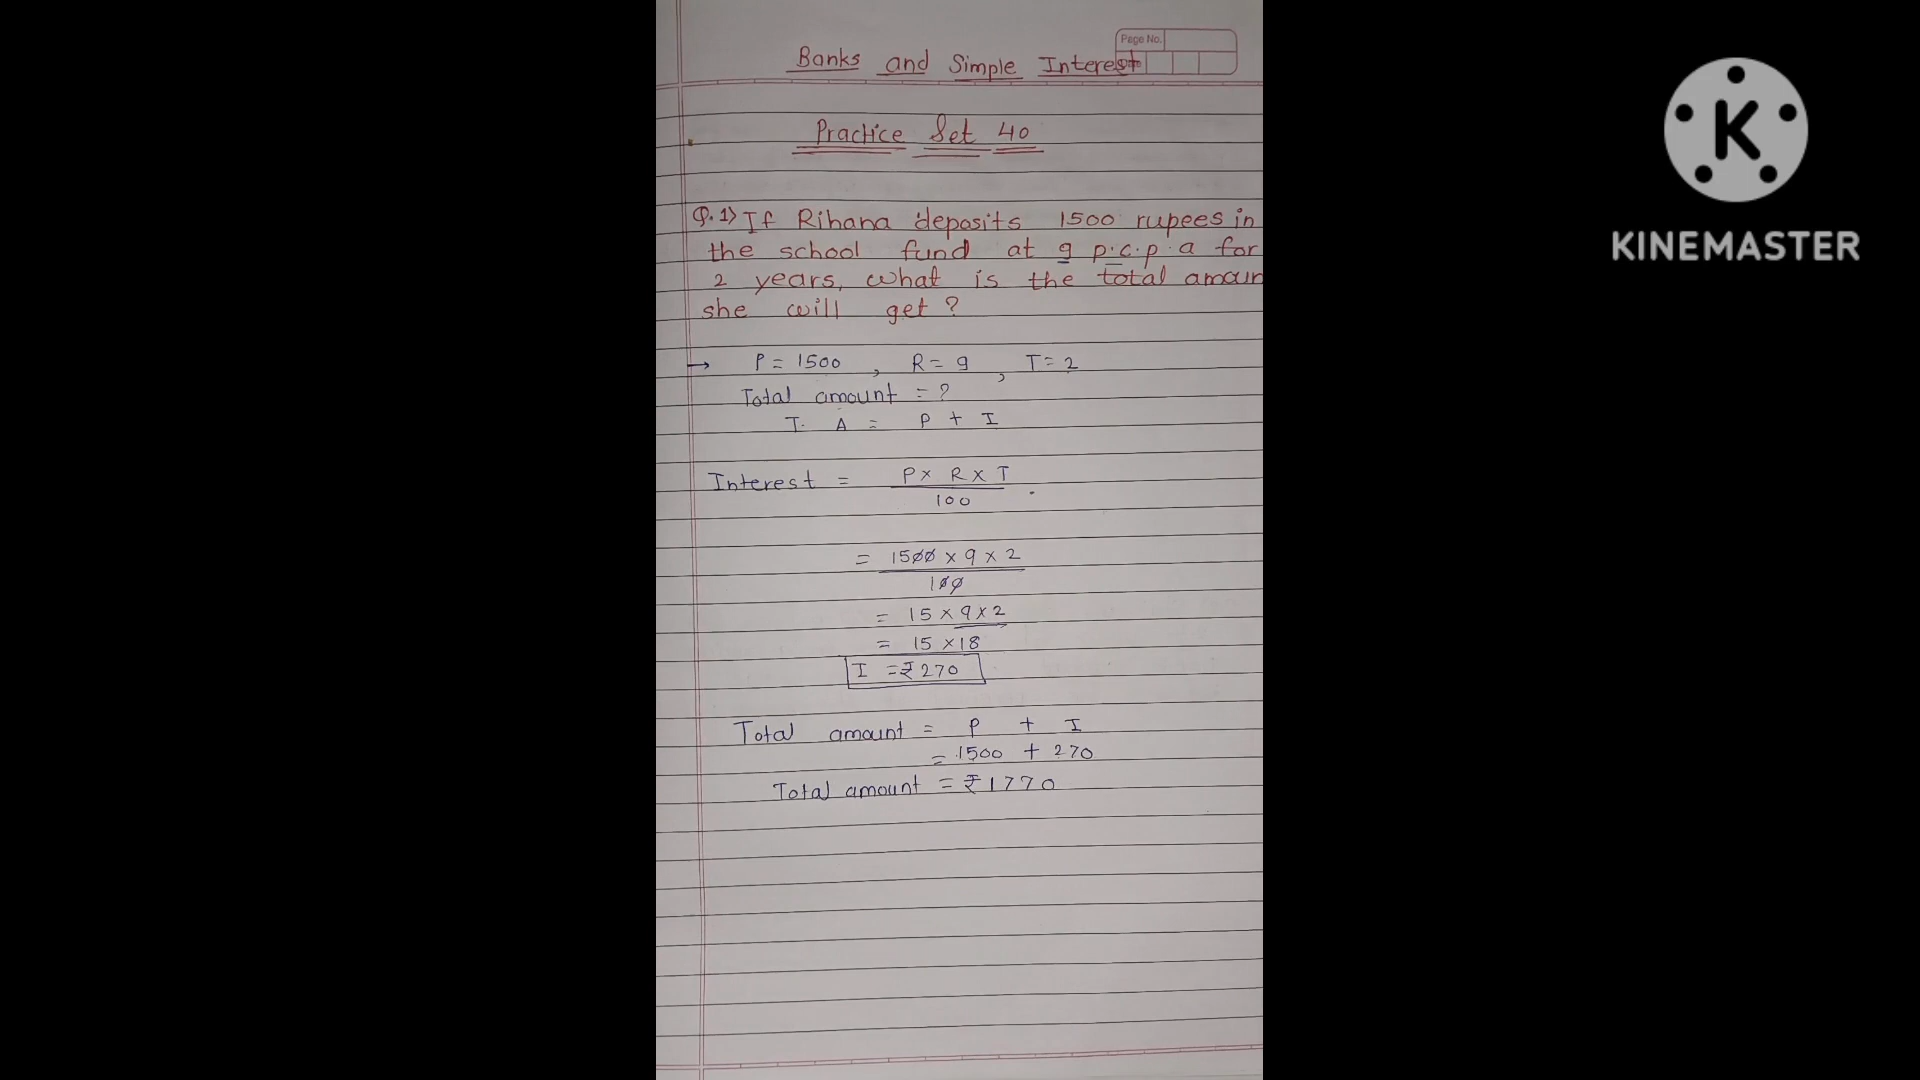 Page No.
Banks and Simple Interest
Practice Set 40
Q.1) If Rihana deposits 1500 rupees in
the school fund at 9 p.c.p.a for
2 years, what is the total amoun
she will get ?
→ P = 1500 , R = 9 , T = 2
Total amount = ?
T. A = P + I
Interest = P × R × T
100
= 1500 × 9 × 2
100
= 15 × 9 × 2
= 15 × 18
I = ₹ 270
Total amount = P + I
= 1500 + 270
Total amount = ₹ 1770
K
KINEMASTER